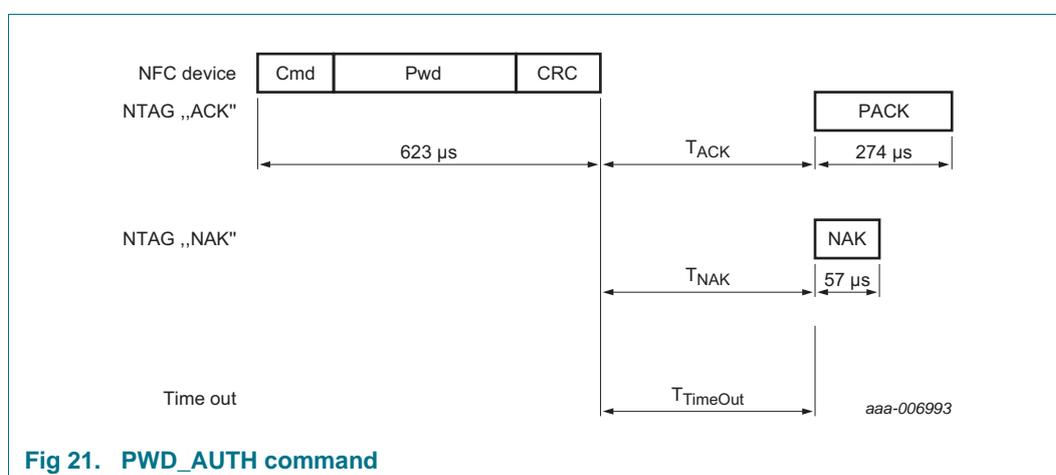 NFC device Cmd Pwd CRC
NTAG ,,ACK" PACK
623 µs TACK 274 µs
NTAG ,,NAK" NAK
TNAK 57 µs
Time out TTimeOut
aaa-006993
Fig 21. PWD_AUTH command